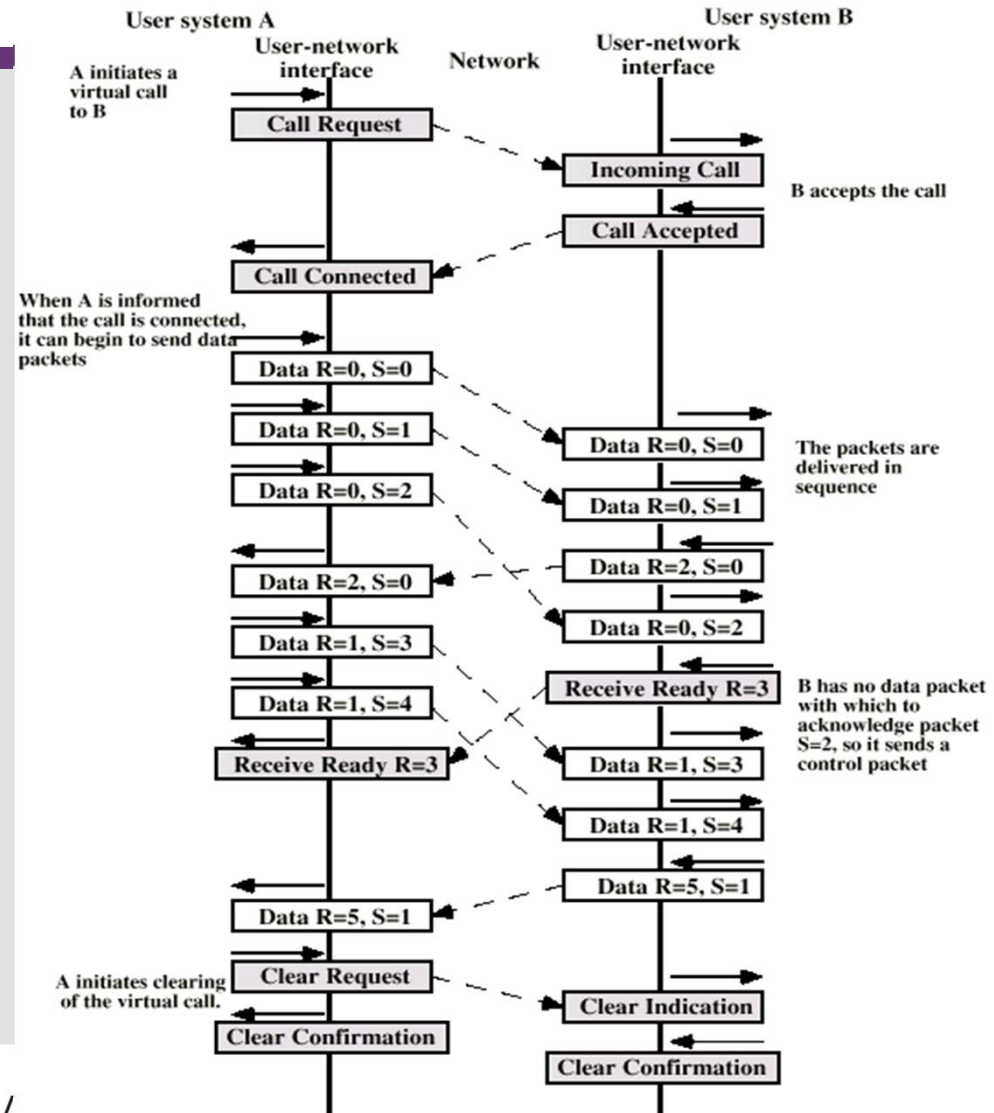 User system A
User system B
User-network
interface
Network
User-network
interface
A initiates a
virtual call
to B
Call Request
Incoming Call
B accepts the call
Call Accepted
Call Connected
When A is informed
that the call is connected,
it can begin to send data
packets
Data R=0, S=0
Data R=0, S=1
Data R=0, S=0
The packets are
delivered in
sequence
Data R=0, S=2
Data R=0, S=1
Data R=2, S=0
Data R=2, S=0
Data R=0, S=2
Data R=1, S=3
Receive Ready R=3
B has no data packet
with which to
acknowledge packet
S=2, so it sends a
control packet
Data R=1, S=4
Receive Ready R=3
Data R=1, S=3
Data R=1, S=4
Data R=5, S=1
Data R=5, S=1
A initiates clearing
of the virtual call.
Clear Request
Clear Indication
Clear Confirmation
Clear Confirmation
/